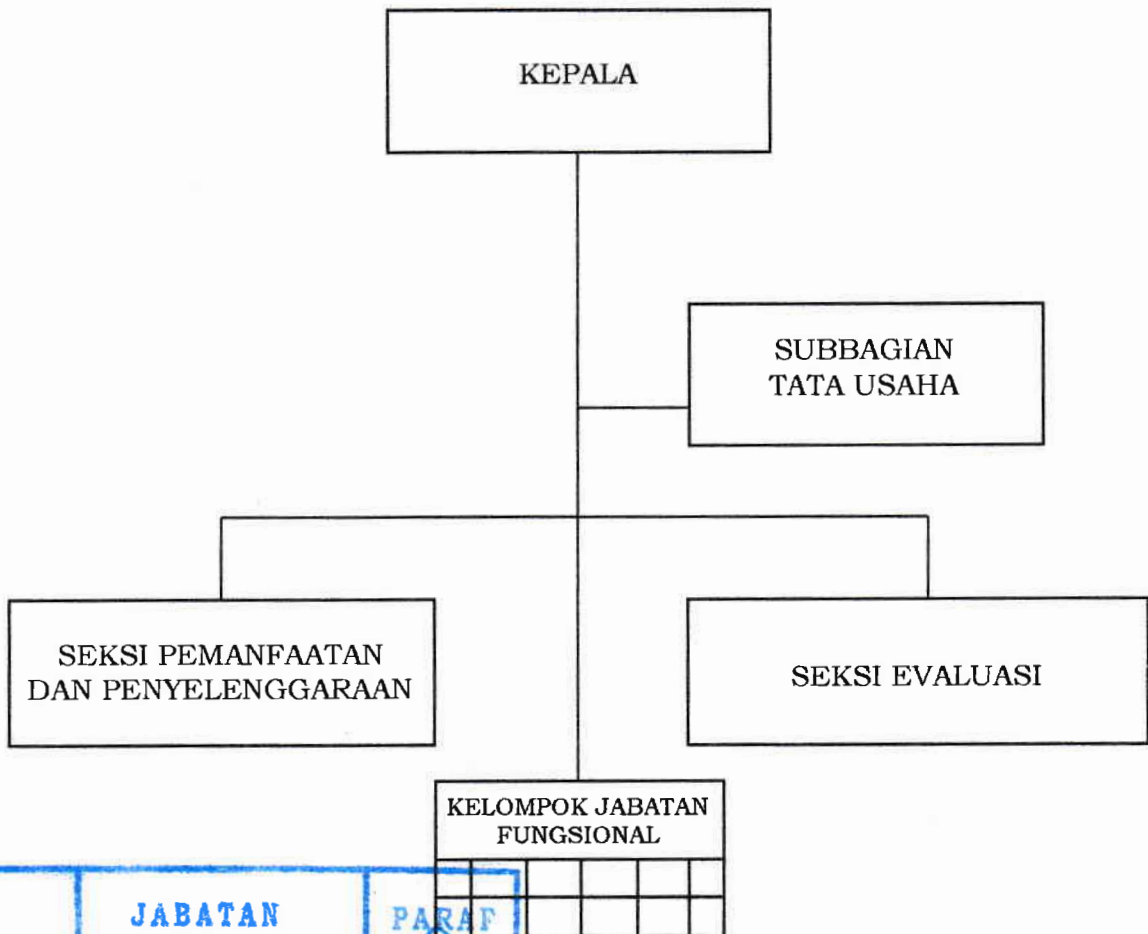 KEPALA
SUBBAGIAN
TATA USAHA
SEKSI PEMANFAATAN
DAN PENYELENGGARAAN
SEKSI EVALUASI
KELOMPOK JABATAN
FUNGSIONAL
JABATAN
PARAF